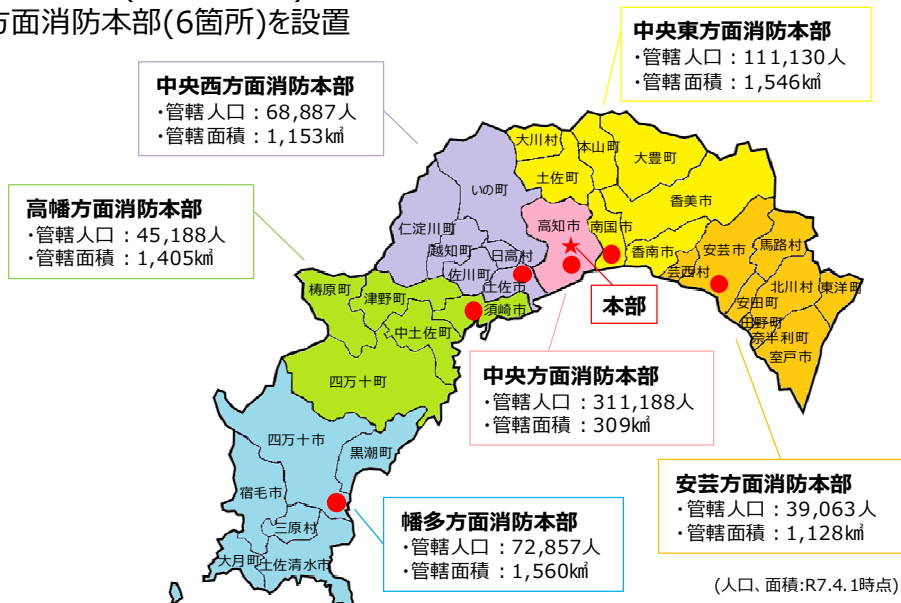 方面消防本部(6箇所)を設置
中央東方面消防本部
・管轄人口：111,130人
・管轄面積：1,546㎢
中央西方面消防本部
・管轄人口：68,887人
・管轄面積：1,153㎢
高幡方面消防本部
・管轄人口：45,188人
・管轄面積：1,405㎢
大川村
本山町
大豊町
土佐町
いの町
香美市
仁淀川町
高知市
南国市
越知町
日高村
香南市
安芸市
馬路村
佐川町
土佐市
芸西村
北川村
東洋町
梼原町
津野町
須崎市
本部
安田町
田野町
奈半利町
室戸市
中土佐町
四万十町
中央方面消防本部
・管轄人口：311,188人
・管轄面積：309㎢
四万十市
黒潮町
宿毛市
三原村
大月町
土佐清水市
安芸方面消防本部
・管轄人口：39,063人
・管轄面積：1,128㎢
幡多方面消防本部
・管轄人口：72,857人
・管轄面積：1,560㎢
(人口、面積:R7.4.1時点)